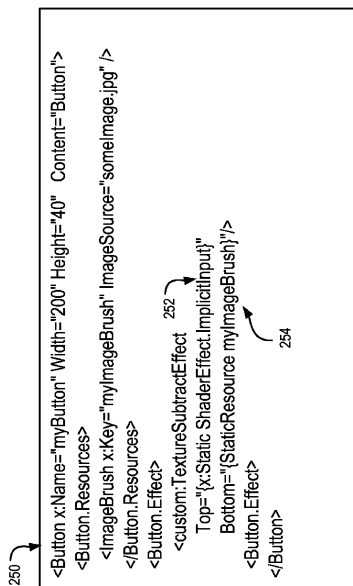 250
<Button x:Name="myButton" Width="200" Height="40" Content="Button">
<Button.Resources>
<ImageBrush x:Key="myImageBrush" ImageSource="someImage.jpg" />
</Button.Resources>
<Button.Effect>
<custom:TextureSubtractEffect
252
Top="{x:Static ShaderEffect.ImplicitInput}"
Bottom="{StaticResource myImageBrush}"/>
254
<Button.Effect>
</Button>